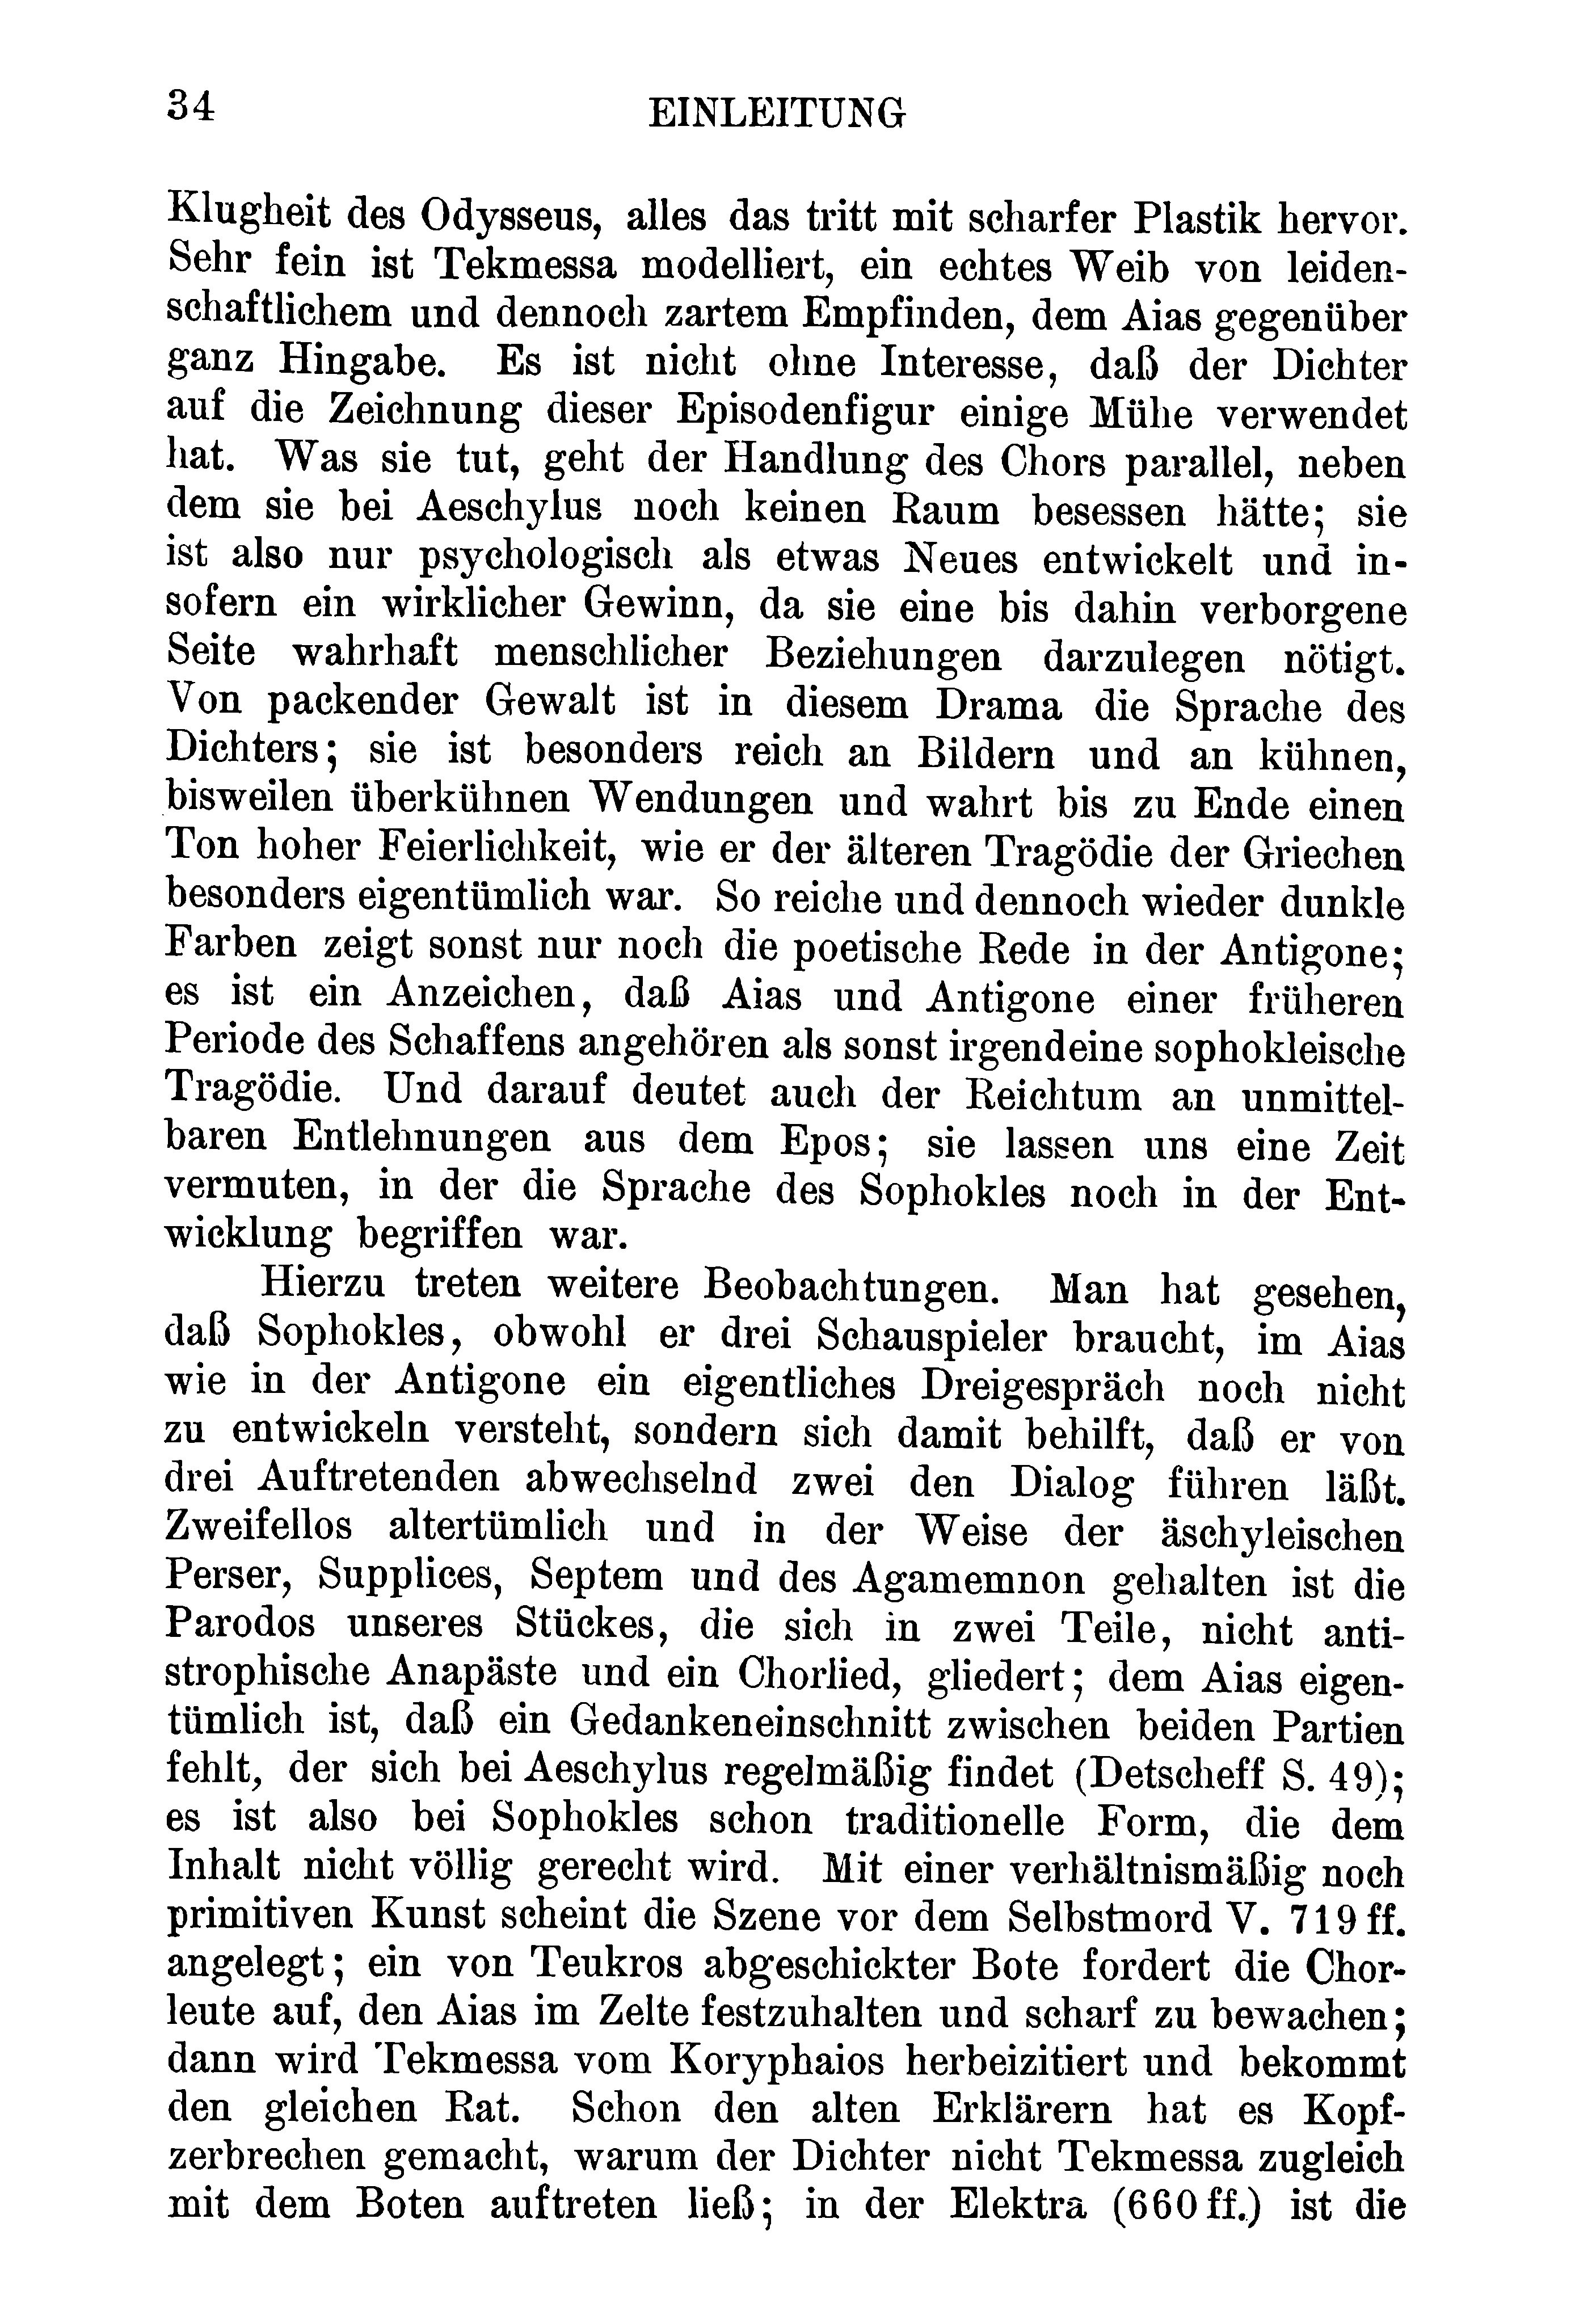 34 EINLEITUNG
Klugheit des Odysseus, alles das tritt mit scharfer Plastik hervor.
Sehr fein ist Tekmessa modelliert, ein echtes Weib von leiden-
schaftlichem und dennoch zartem Empfinden, dem Aias gegenüber
ganz Hingabe. Es ist nicht ohne Interesse, daß der Dichter
auf die Zeichnung dieser Episodenfigur einige Mühe verwendet
hat. Was sie tut, geht der Handlung des Chors parallel, neben
dem sie bei Aeschylus noch keinen Raum besessen hätte; sie
ist also nur psychologisch als etwas Neues entwickelt und in-
sofern ein wirklicher Gewinn, da sie eine bis dahin verborgene
Seite wahrhaft menschlicher Beziehungen darzulegen nötigt.
Von packender Gewalt ist in diesem Drama die Sprache des
Dichters; sie ist besonders reich an Bildern und an kühnen,
bisweilen überkühnen Wendungen und wahrt bis zu Ende einen
Ton hoher Feierlichkeit, wie er der älteren Tragödie der Griechen
besonders eigentümlich war. So reiche und dennoch wieder dunkle
Farben zeigt sonst nur noch die poetische Rede in der Antigone;
es ist ein Anzeichen, daß Aias und Antigone einer früheren
Periode des Schaffens angehören als sonst irgendeine sophokleische
Tragödie. Und darauf deutet auch der Reichtum an unmittel-
baren Entlehnungen aus dem Epos; sie lassen uns eine Zeit
vermuten, in der die Sprache des Sophokles noch in der Ent-
wicklung begriffen war.
Hierzu treten weitere Beobachtungen. Man hat gesehen,
daß Sophokles, obwohl er drei Schauspieler braucht, im Aias
wie in der Antigone ein eigentliches Dreigespräch noch nicht
zu entwickeln versteht, sondern sich damit behilft, daß er von
drei Auftretenden abwechselnd zwei den Dialog führen läßt.
Zweifellos altertümlich und in der Weise der äschyleischen
Perser, Supplices, Septem und des Agamemnon gehalten ist die
Parodos unseres Stückes, die sich in zwei Teile, nicht anti-
strophische Anapäste und ein Chorlied, gliedert; dem Aias eigen-
tümlich ist, daß ein Gedankeneinschnitt zwischen beiden Partien
fehlt, der sich bei Aeschylus regelmäßig findet (Detscheff S. 49);
es ist also bei Sophokles schon traditionelle Form, die dem
Inhalt nicht völlig gerecht wird. Mit einer verhältnismäßig noch
primitiven Kunst scheint die Szene vor dem Selbstmord V. 719 ff.
angelegt; ein von Teukros abgeschickter Bote fordert die Chor-
leute auf, den Aias im Zelte festzuhalten und scharf zu bewachen;
dann wird Tekmessa vom Koryphaios herbeizitiert und bekommt
den gleichen Rat. Schon den alten Erklärern hat es Kopf-
zerbrechen gemacht, warum der Dichter nicht Tekmessa zugleich
mit dem Boten auftreten ließ; in der Elektra (660 ff.) ist die